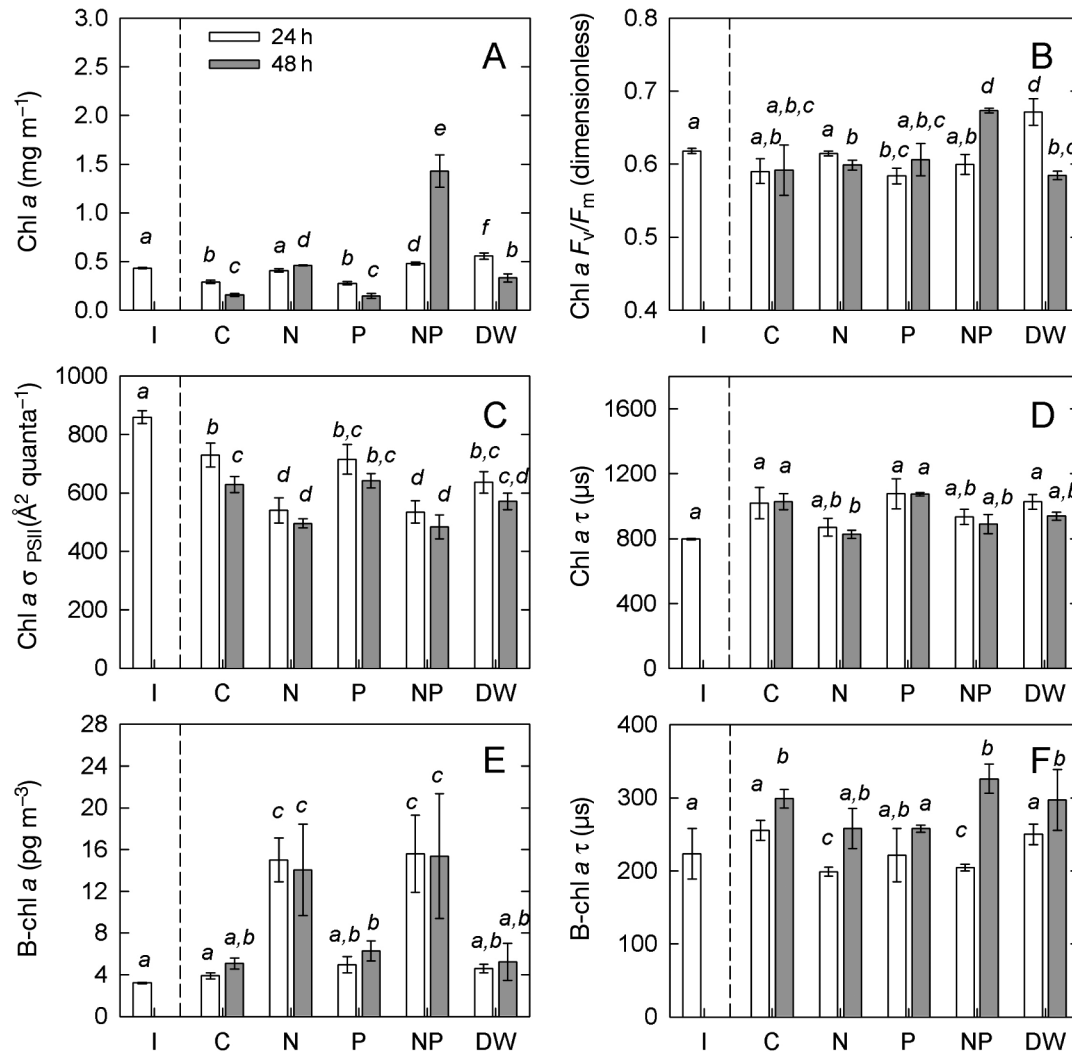 3.0
2.5
2.0
1.5
1.0
0.5
0.0
Chl a (mg m⁻¹)
24 h
48 h
A
a
b
c
a
d
b
c
d
e
f
b
I C N P NP DW
0.8
0.7
0.6
0.5
0.4
Chl a Fv/Fm (dimensionless)
B
a
a,b
a,b,c
a
b
b,c
a,b,c
a,b
d
d
b,c
I C N P NP DW
1000
800
600
400
200
0
Chl a σ PSII (Å² quanta⁻¹)
C
a
b
c
d
d
b,c
b,c
d
d
b,c
c,d
I C N P NP DW
1600
1200
800
400
0
Chl a τ (μs)
D
a
a
a
a,b
b
a
a
a,b
a,b
a
a,b
I C N P NP DW
28
24
20
16
12
8
4
0
B-chl a (pg m⁻³)
E
a
a
a,b
c
c
a,b
b
c
c
a,b
a,b
I C N P NP DW
400
300
200
100
0
B-chl a τ (μs)
F
a
a
b
c
a,b
a,b
a
c
b
a
b
I C N P NP DW